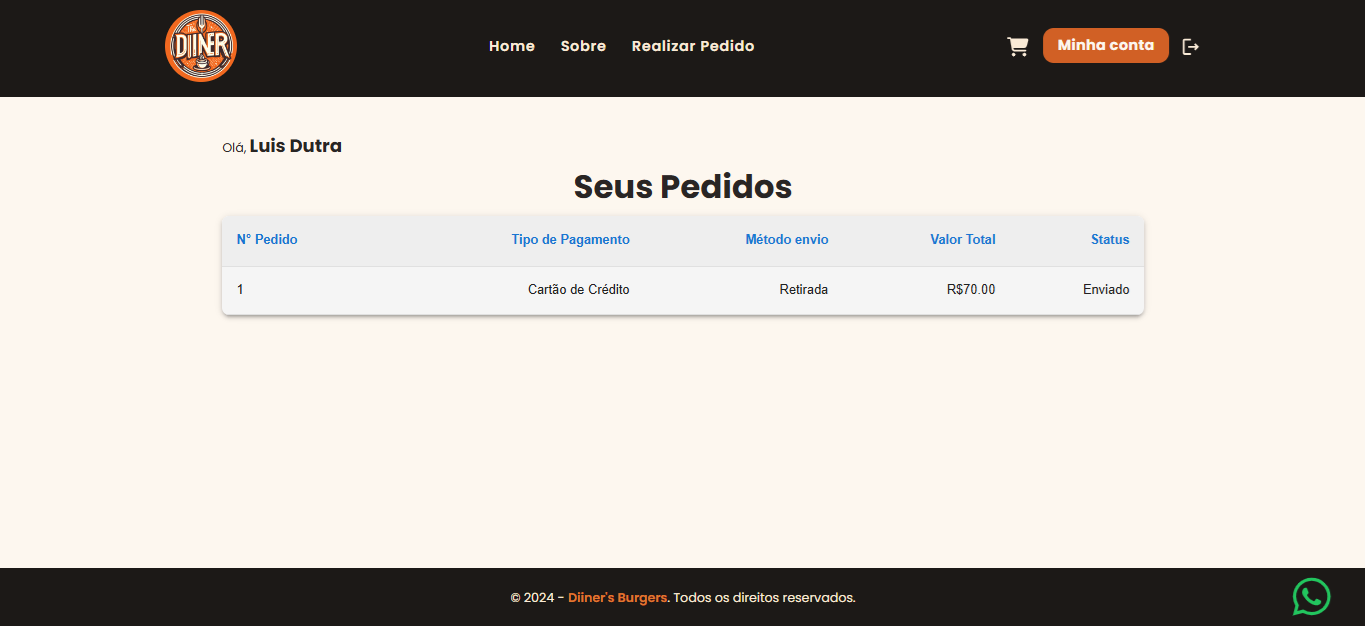 DIINER
Home Sobre Realizar Pedido Minha conta
Olá, Luis Dutra
Seus Pedidos
N° Pedido Tipo de Pagamento Método envio Valor Total Status
1 Cartão de Crédito Retirada R$70.00 Enviado
© 2024 - Diiner's Burgers. Todos os direitos reservados.